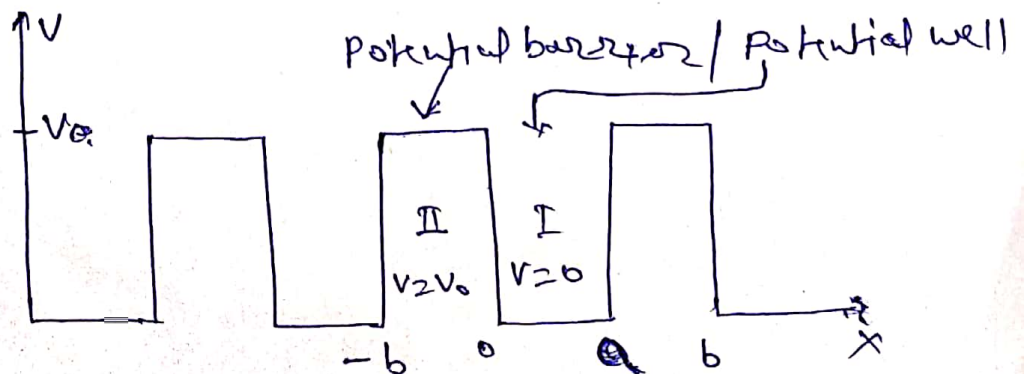 V
Potential barrier / Potential well
V0
II I
V=V0 V=0
-b 0 a b
X